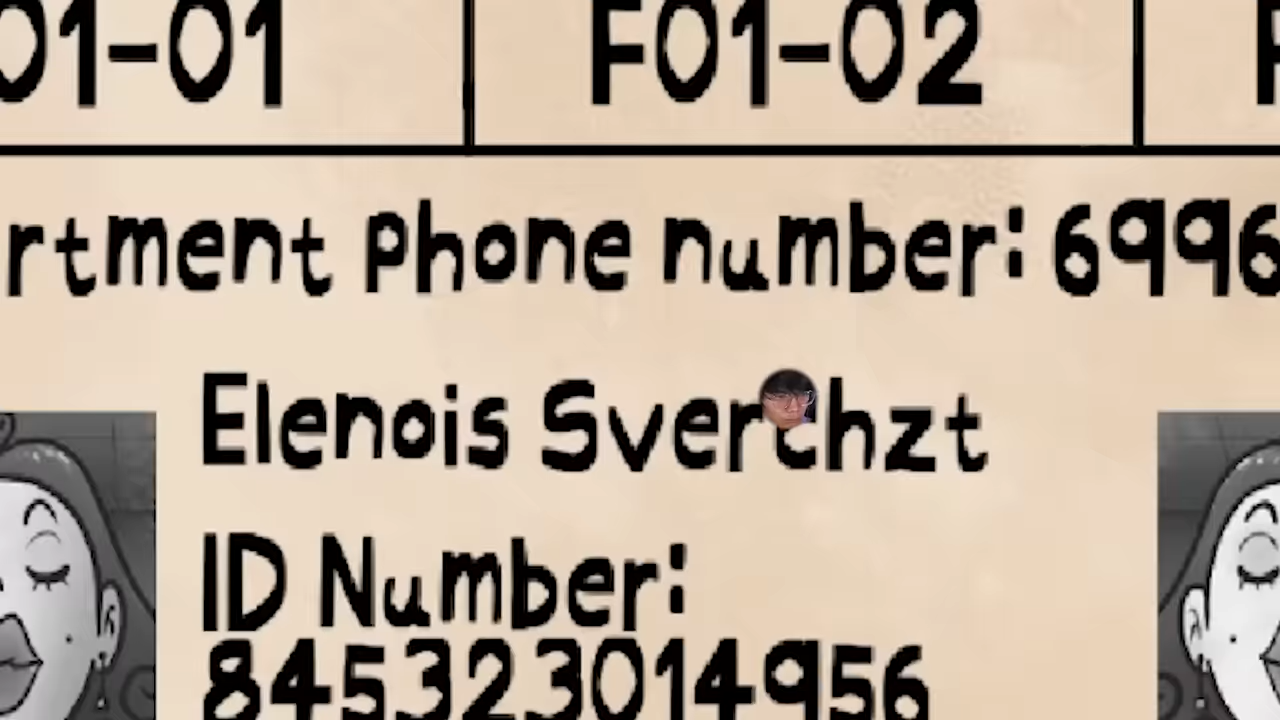 01-01 F01-02
rtment phone number: 6996
Elenois Sverchzt
ID Number:
845323014956